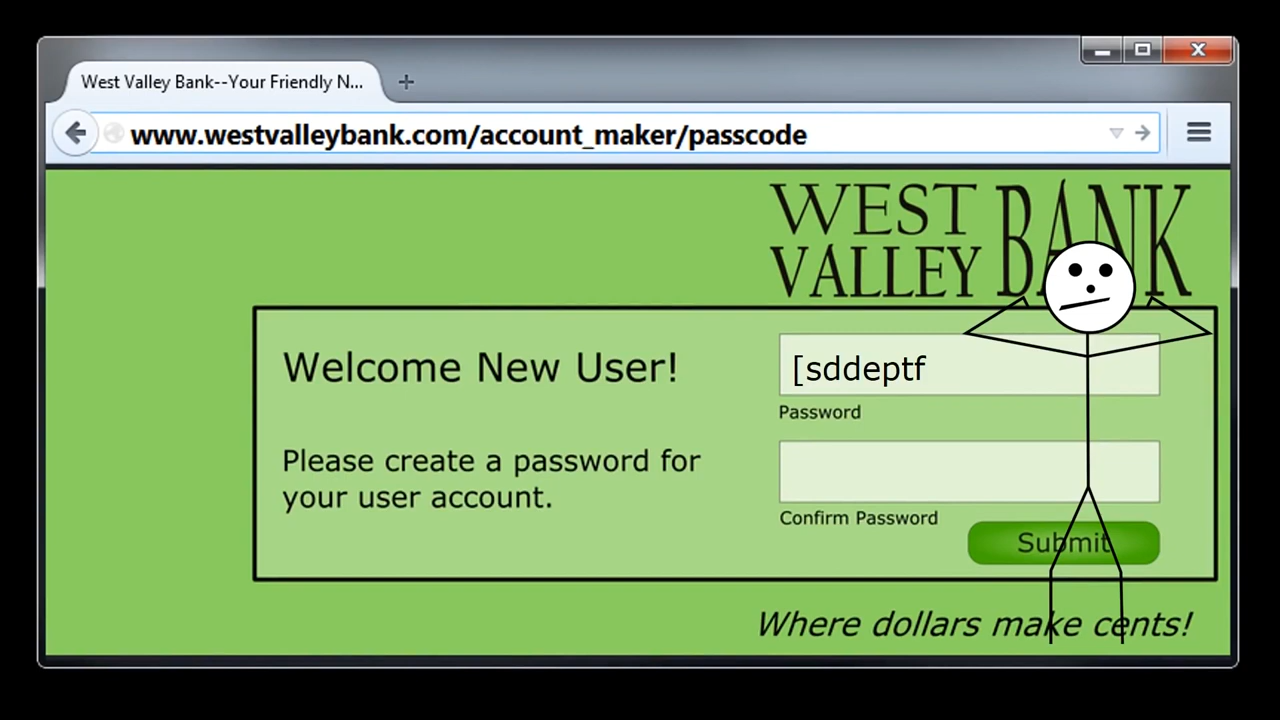 West Valley Bank--Your Friendly N...
www.westvalleybank.com/account_maker/passcode
WEST VALLEY BANK
Welcome New User!
[sddeptf
Password
Please create a password for
your user account.
Confirm Password
Submit
Where dollars make cents!